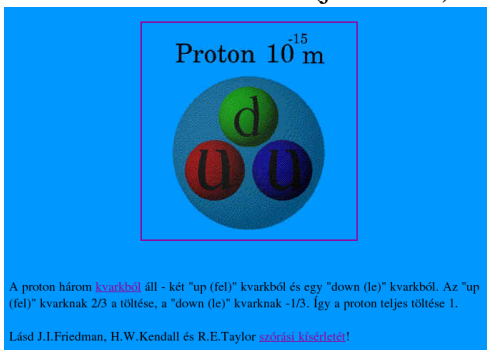 Proton 10⁻¹⁵ m
d
u u
A proton három kvarkból áll - két "up (fel)" kvarkból és egy "down (le)" kvarkból. Az "up
(fel)" kvarknak 2/3 a töltése, a "down (le)" kvarknak -1/3. Így a proton teljes töltése 1.
Lásd J.I.Friedman, H.W.Kendall és R.E.Taylor szórási kísérletét!